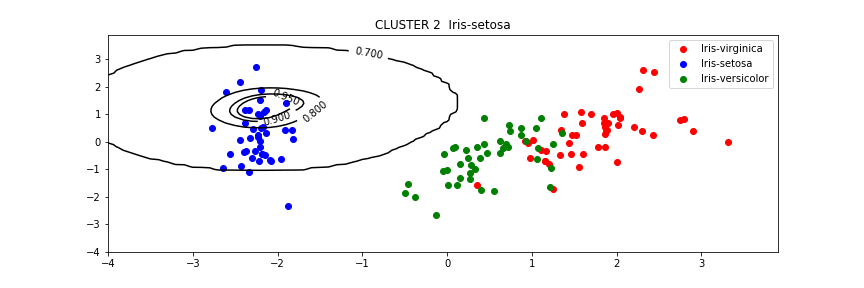 CLUSTER 2 Iris-setosa
Iris-virginica
Iris-setosa
Iris-versicolor
0.700
0.950
0.800
0.900
3
2
1
0
−1
−2
−3
−4
−4 −3 −2 −1 0 1 2 3